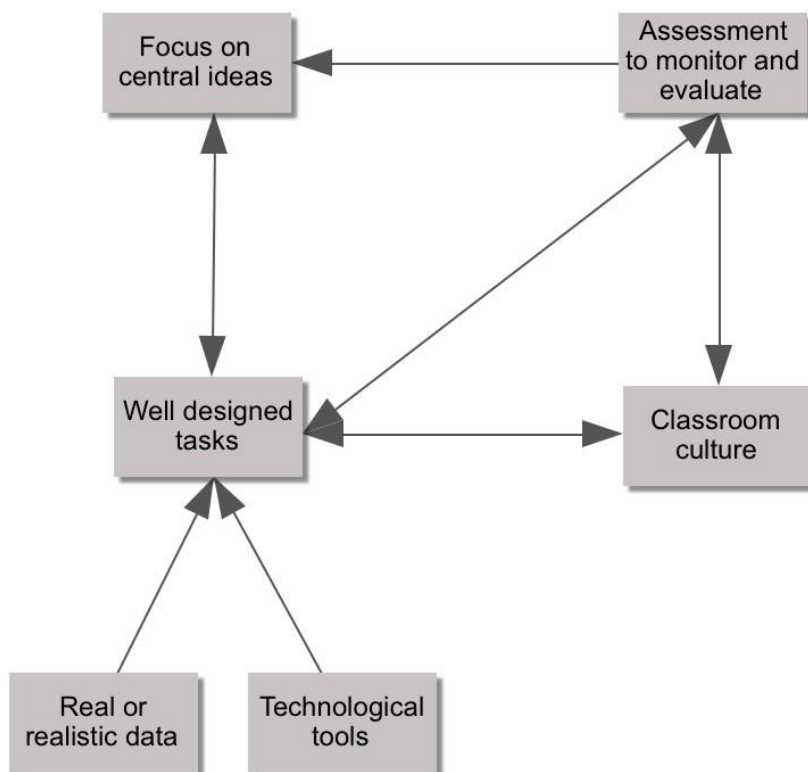 Focus on
central ideas
Assessment
to monitor and
evaluate
Well designed
tasks
Classroom
culture
Real or
realistic data
Technological
tools